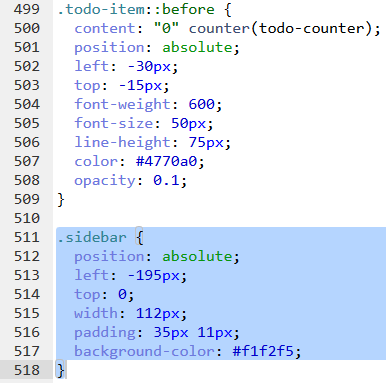 499 .todo-item::before {
500 content: "0" counter(todo-counter);
501 position: absolute;
502 left: -30px;
503 top: -15px;
504 font-weight: 600;
505 font-size: 50px;
506 line-height: 75px;
507 color: #4770a0;
508 opacity: 0.1;
509 }
510
511 .sidebar {
512 position: absolute;
513 left: -195px;
514 top: 0;
515 width: 112px;
516 padding: 35px 11px;
517 background-color: #f1f2f5;
518 }